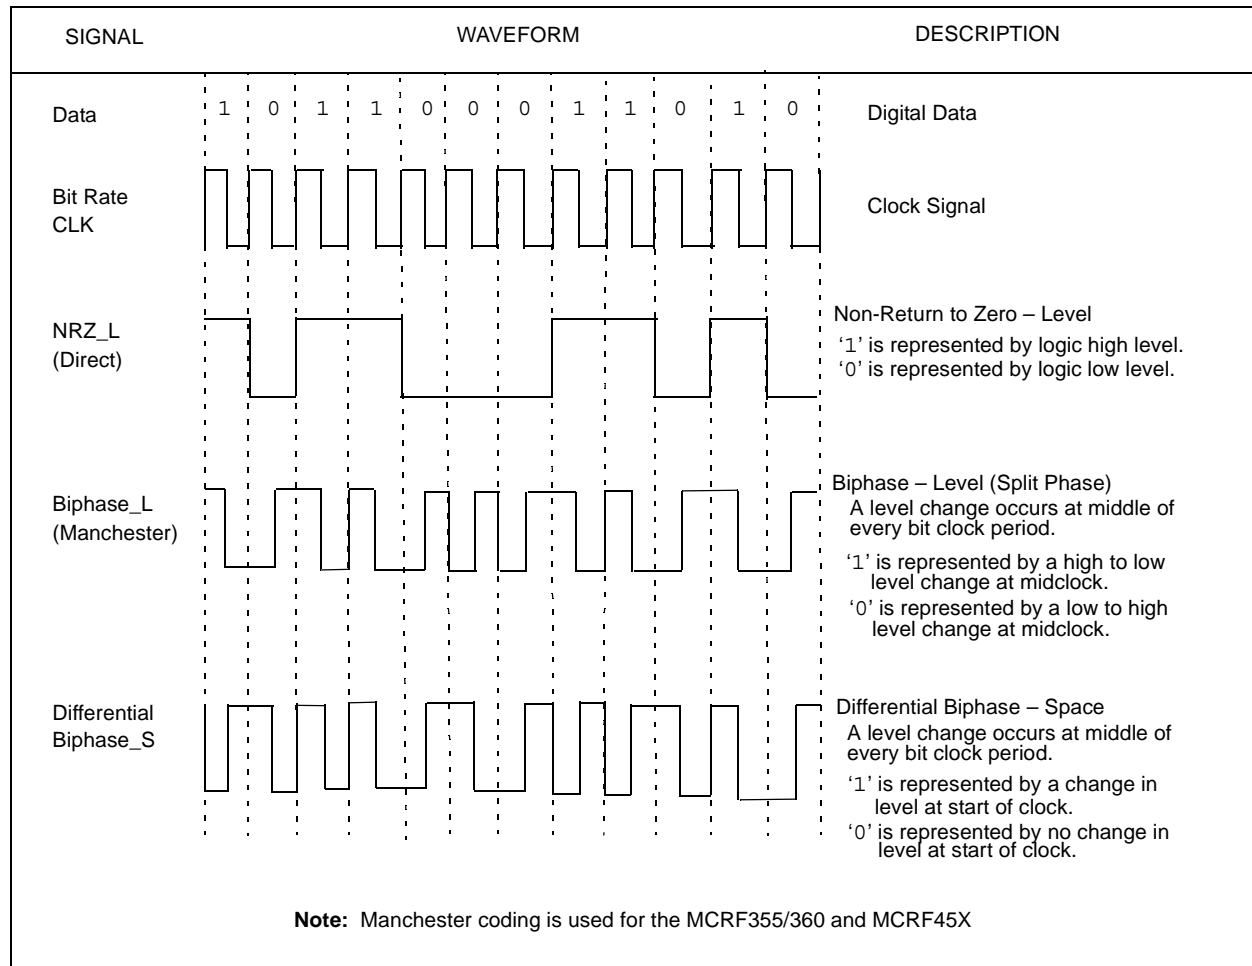 SIGNAL WAVEFORM DESCRIPTION
Data 1 0 1 1 0 0 0 1 1 0 1 0 Digital Data
Bit Rate
CLK
Clock Signal
NRZ_L
(Direct)
Non-Return to Zero – Level
‘1’ is represented by logic high level.
‘0’ is represented by logic low level.
Biphase_L
(Manchester)
Biphase – Level (Split Phase)
A level change occurs at middle of
every bit clock period.
‘1’ is represented by a high to low
level change at midclock.
‘0’ is represented by a low to high
level change at midclock.
Differential
Biphase_S
Differential Biphase – Space
A level change occurs at middle of
every bit clock period.
‘1’ is represented by a change in
level at start of clock.
‘0’ is represented by no change in
level at start of clock.
Note: Manchester coding is used for the MCRF355/360 and MCRF45X